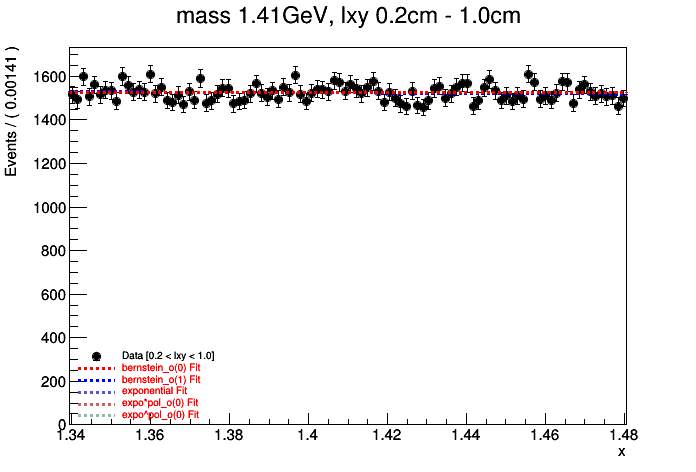 mass 1.41GeV, lxy 0.2cm - 1.0cm
Events / ( 0.00141 )
1600
1400
1200
1000
800
600
400
200
0
Data [0.2 < lxy < 1.0]
bernstein_o(0) Fit
bernstein_o(1) Fit
exponential Fit
expo*pol_o(0) Fit
expo^pol_o(0) Fit
1.34 1.36 1.38 1.4 1.42 1.44 1.46 1.48
x